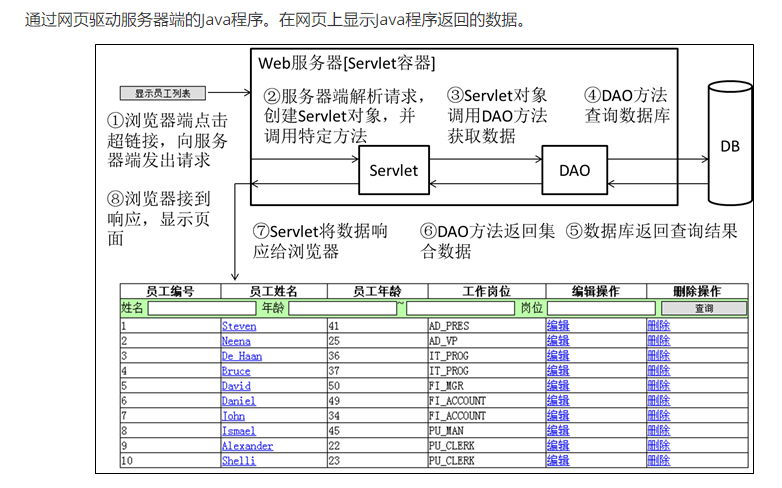 通过网页驱动服务器端的Java程序。在网页上显示Java程序返回的数据。
Web服务器[Servlet容器]
显示员工列表
①浏览器端点击
超链接，向服务
器端发出请求
②服务器端解析请求，
创建Servlet对象，并
调用特定方法
③Servlet对象
调用DAO方法
获取数据
④DAO方法
查询数据库
Servlet
DAO
DB
⑧浏览器接到
响应，显示页
面
⑦Servlet将数据响
应给浏览器
⑥DAO方法返回集
合数据
⑤数据库返回查询结果
员工编号 员工姓名 员工年龄 工作岗位 编辑操作 删除操作
姓名 年龄 ~ 岗位 查询
1 Steven 41 AD_PRES 编辑 删除
2 Neena 25 AD_VP 编辑 删除
3 De Haan 36 IT_PROG 编辑 删除
4 Bruce 37 IT_PROG 编辑 删除
5 David 50 FI_MGR 编辑 删除
6 Daniel 49 FI_ACCOUNT 编辑 删除
7 John 34 FI_ACCOUNT 编辑 删除
8 Ismael 45 PU_MAN 编辑 删除
9 Alexander 22 PU_CLERK 编辑 删除
10 Shelli 23 PU_CLERK 编辑 删除